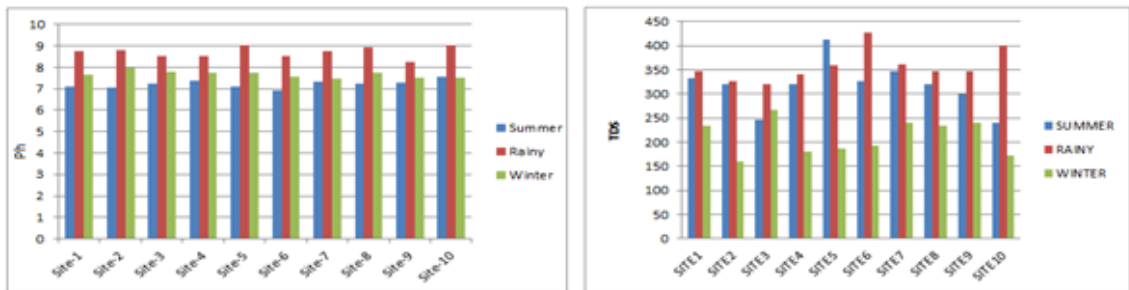 10
9
8
7
6
5
4
3
2
1
0
Ph
Site-1
Site-2
Site-3
Site-4
Site-5
Site-6
Site-7
Site-8
Site-9
Site-10
Summer
Rainy
Winter
450
400
350
300
250
200
150
100
50
0
TDS
SITE1
SITE2
SITE3
SITE4
SITE5
SITE6
SITE7
SITE8
SITE9
SITE10
SUMMER
RAINY
WINTER